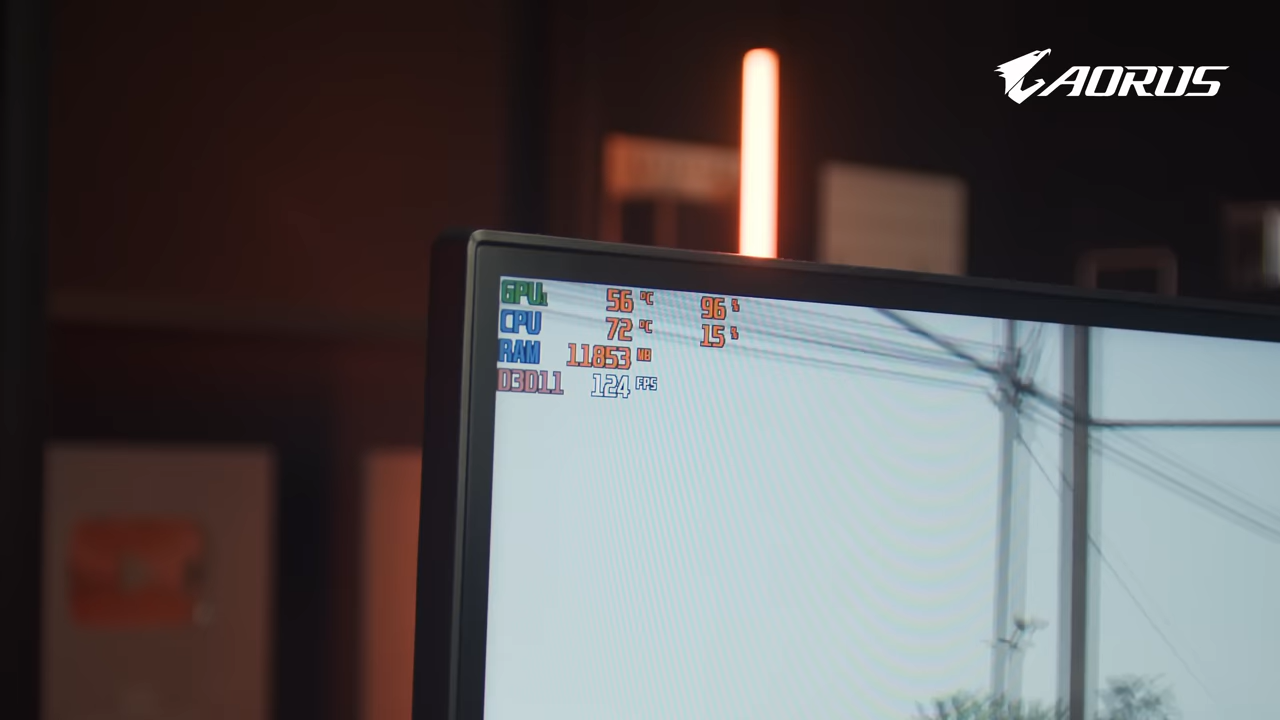 AORUS
GPU1 56 °C 96 %
CPU 72 °C 15 %
RAM 11853 MB
D3D11 124 FPS